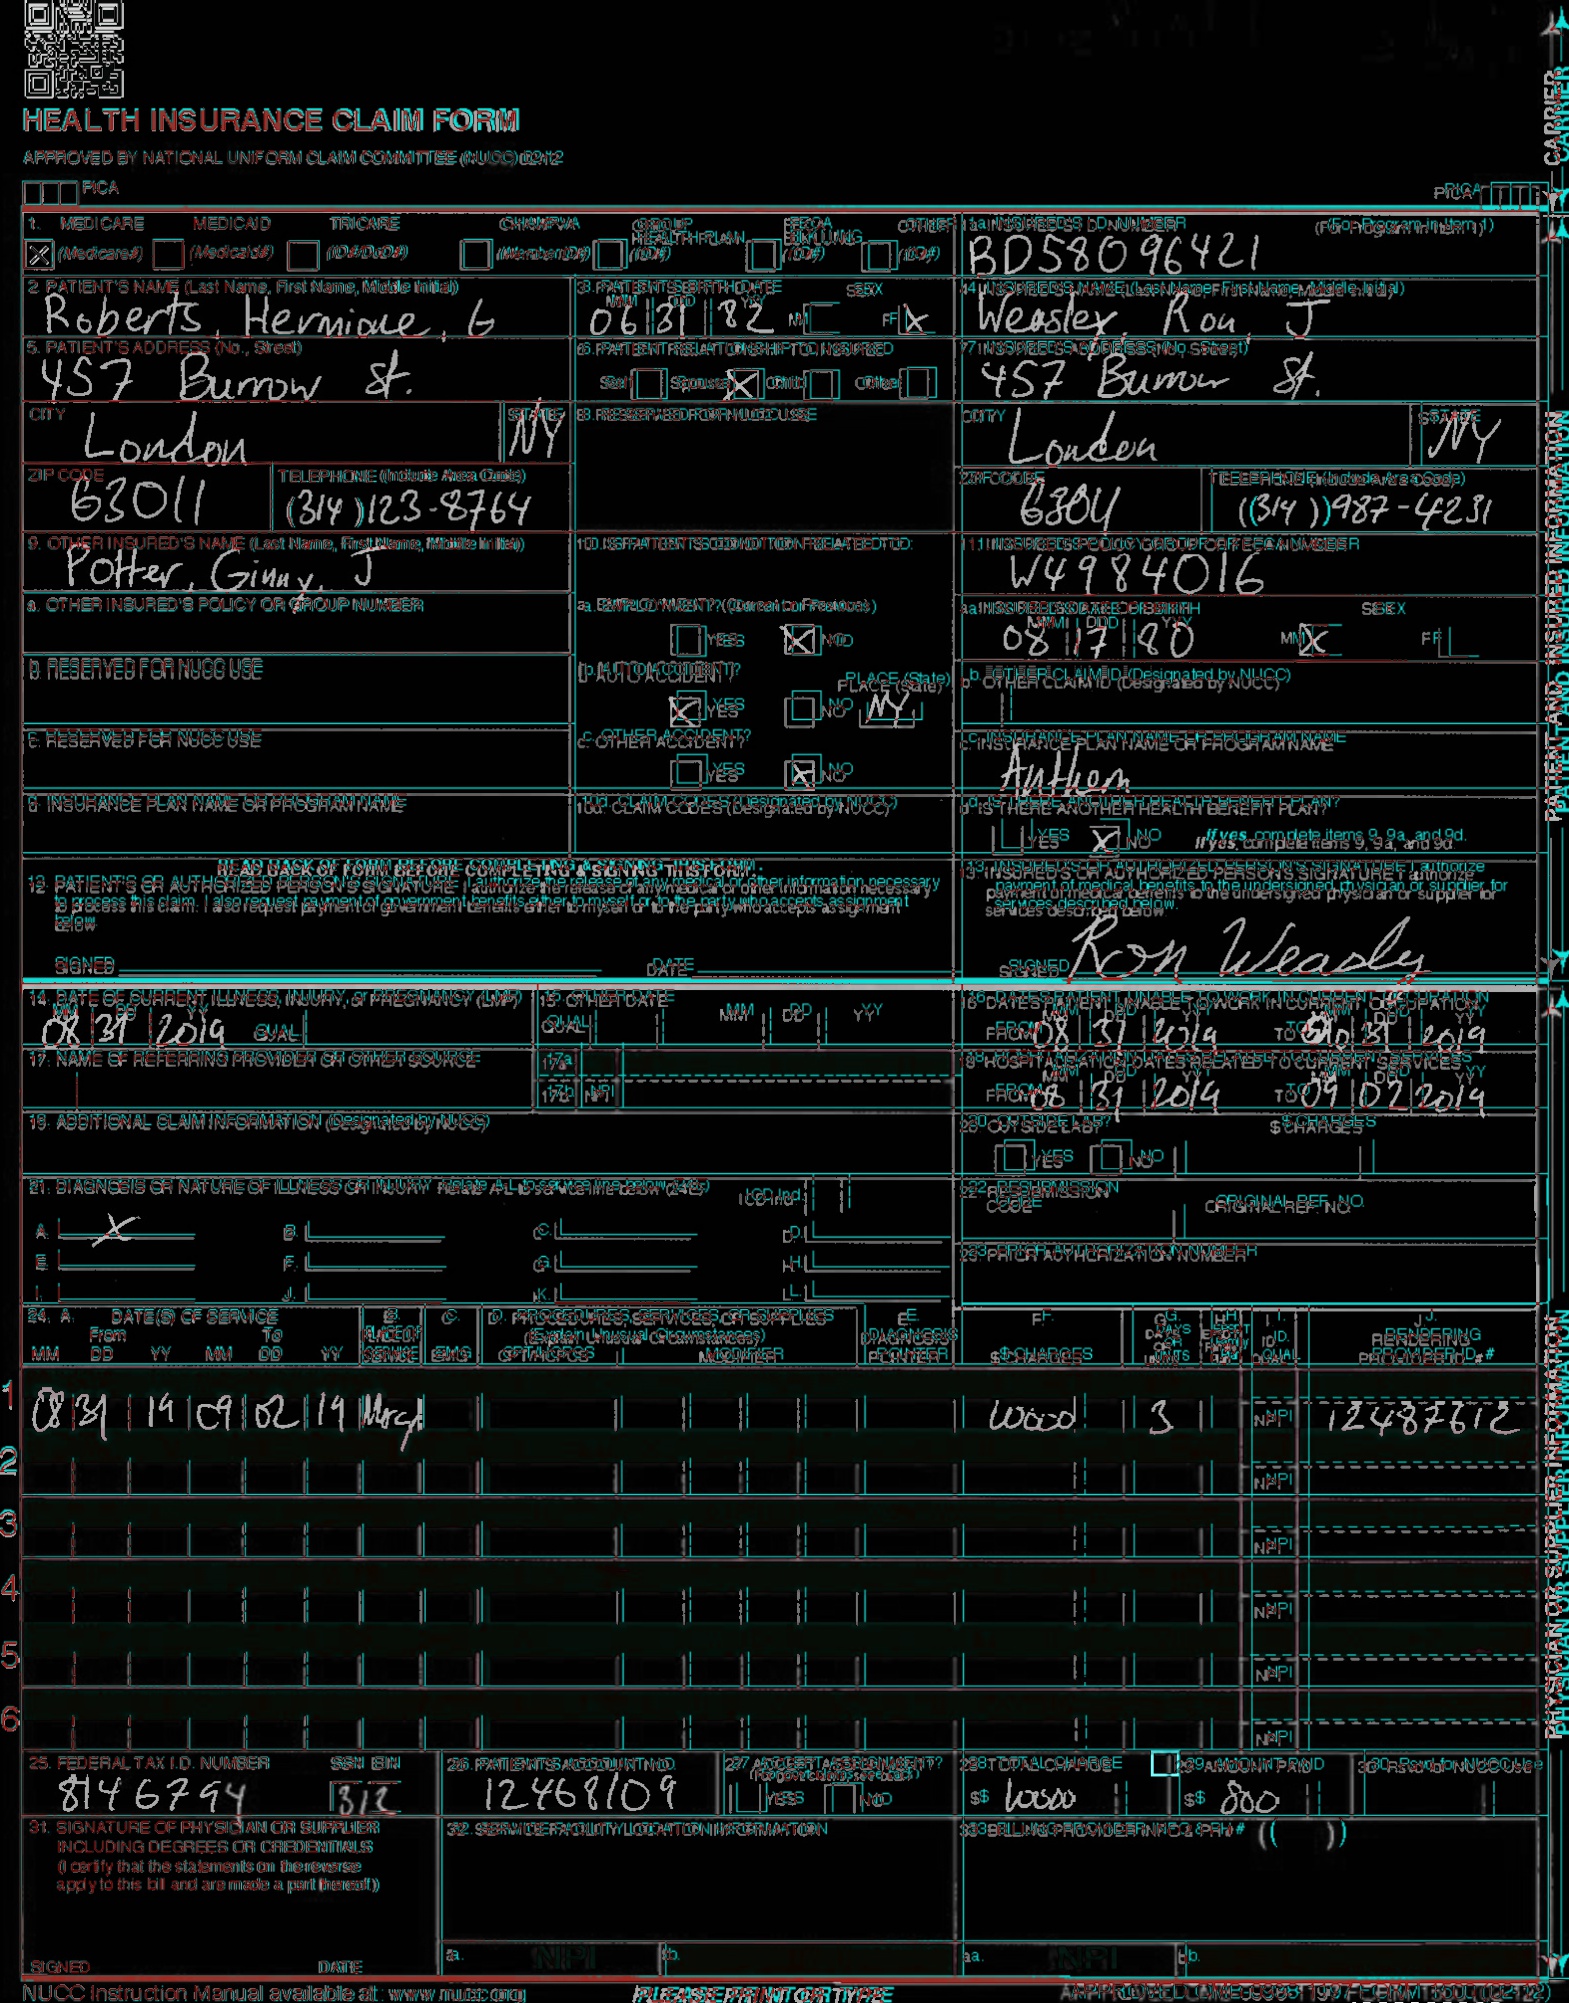 HEALTH INSURANCE CLAIM FORM
APPROVED BY NATIONAL UNIFORM CLAIM COMMITTEE (NUCC) 02/12
PICA PICA
CARRIER
1. MEDICARE MEDICAID TRICARE CHAMPVA GROUP HEALTH PLAN FECA BLK LUNG OTHER
(Medicare#) (Medicaid#) (ID#/DoD#) (Member ID#) (ID#) (ID#) (ID#)
1a. INSURED'S I.D. NUMBER (For Program in Item 1)
BD58096421
2. PATIENT'S NAME (Last Name, First Name, Middle Initial)
Roberts, Hermione, G
3. PATIENT'S BIRTH DATE SEX
MM DD YY
06 31 82 M F X
4. INSURED'S NAME (Last Name, First Name, Middle Initial)
Weasley, Ron, J
5. PATIENT'S ADDRESS (No., Street)
457 Burrow St.
6. PATIENT RELATIONSHIP TO INSURED
Self Spouse X Child Other
7. INSURED'S ADDRESS (No., Street)
457 Burrow St.
CITY STATE
London NY
8. RESERVED FOR NUCC USE
CITY STATE
London NY
ZIP CODE TELEPHONE (Include Area Code)
63011 (314) 123-8764
ZIP CODE TELEPHONE (Include Area Code)
(314) 987-4231
9. OTHER INSURED'S NAME (Last Name, First Name, Middle Initial)
Potter, Ginny, J
10. IS PATIENT'S CONDITION RELATED TO:
11. INSURED'S POLICY GROUP OR FECA NUMBER
W4984016
a. OTHER INSURED'S POLICY OR GROUP NUMBER
a. EMPLOYMENT? (Current or Previous)
YES X NO
a. INSURED'S DATE OF BIRTH SEX
MM DD YY
08 17 80 M X F
b. RESERVED FOR NUCC USE
b. AUTO ACCIDENT? PLACE (State)
X YES NO NY
b. OTHER CLAIM ID (Designated by NUCC)
c. RESERVED FOR NUCC USE
c. OTHER ACCIDENT?
YES X NO
c. INSURANCE PLAN NAME OR PROGRAM NAME
Anthem
d. INSURANCE PLAN NAME OR PROGRAM NAME
10d. CLAIM CODES (Designated by NUCC)
d. IS THERE ANOTHER HEALTH BENEFIT PLAN?
YES X NO If yes, complete items 9, 9a, and 9d.
READ BACK OF FORM BEFORE COMPLETING & SIGNING THIS FORM.
12. PATIENT'S OR AUTHORIZED PERSON'S SIGNATURE I authorize the release of any medical or other information necessary
to process this claim. I also request payment of government benefits either to myself or to the party who accepts assignment
below.
SIGNED DATE
13. INSURED'S OR AUTHORIZED PERSON'S SIGNATURE I authorize
payment of medical benefits to the undersigned physician or supplier for
services described below.
SIGNED Ron Weasley
PATIENT AND INSURED INFORMATION
14. DATE OF CURRENT ILLNESS, INJURY, or PREGNANCY (LMP)
MM DD YY
08 31 2019 QUAL.
15. OTHER DATE
QUAL. MM DD YY
16. DATES PATIENT UNABLE TO WORK IN CURRENT OCCUPATION
MM DD YY MM DD YY
FROM 08 31 2019 TO 31 2019
17. NAME OF REFERRING PROVIDER OR OTHER SOURCE
17a.
17b. NPI
18. HOSPITALIZATION DATES RELATED TO CURRENT SERVICES
MM DD YY MM DD YY
FROM 08 31 2019 TO 09 02 2019
19. ADDITIONAL CLAIM INFORMATION (Designated by NUCC)
20. OUTSIDE LAB? $ CHARGES
YES NO
21. DIAGNOSIS OR NATURE OF ILLNESS OR INJURY Relate A-L to service line below (24E) ICD Ind.
A. X B. C. D.
E. F. G. H.
I. J. K. L.
22. RESUBMISSION CODE ORIGINAL REF. NO.
23. PRIOR AUTHORIZATION NUMBER
24. A. DATE(S) OF SERVICE B. C. D. PROCEDURES, SERVICES, OR SUPPLIES E. F. G. H. I. J.
From To PLACE OF (Explain Unusual Circumstances) DIAGNOSIS DAYS OR UNITS ID. RENDERING
MM DD YY MM DD YY SERVICE EMG CPT/HCPCS MODIFIER POINTER $ CHARGES QUAL. PROVIDER ID. #
1 08 31 19 09 02 19 3 NPI 12487612
2 NPI
3 NPI
4 NPI
5 NPI
6 NPI
PHYSICIAN OR SUPPLIER INFORMATION
25. FEDERAL TAX I.D. NUMBER SSN EIN
8146794 312
26. PATIENT'S ACCOUNT NO.
12468109
27. ACCEPT ASSIGNMENT?
YES NO
28. TOTAL CHARGE
$
29. AMOUNT PAID
$ 800
30. Rsvd for NUCC Use
31. SIGNATURE OF PHYSICIAN OR SUPPLIER
INCLUDING DEGREES OR CREDENTIALS
(I certify that the statements on the reverse
apply to this bill and are made a part thereof.)
SIGNED DATE
32. SERVICE FACILITY LOCATION INFORMATION
a. NPI b.
33. BILLING PROVIDER INFO & PH # ( )
a. NPI b.
NUCC Instruction Manual available at: www.nucc.org
PLEASE PRINT OR TYPE